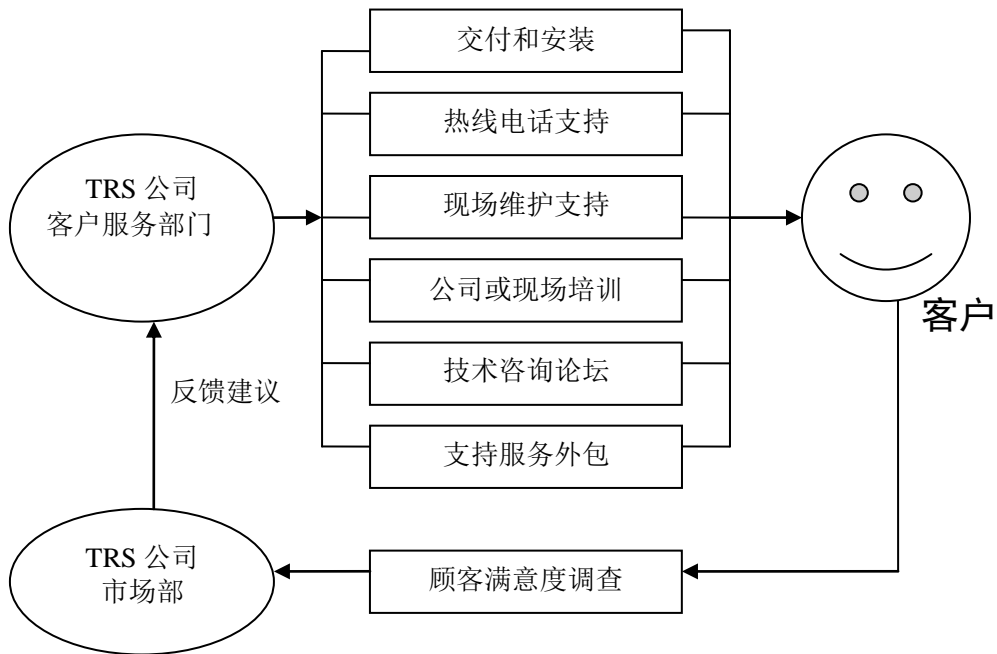 交付和安装
热线电话支持
TRS 公司
客户服务部门
现场维护支持
公司或现场培训
客户
技术咨询论坛
反馈建议
支持服务外包
TRS 公司
市场部
顾客满意度调查